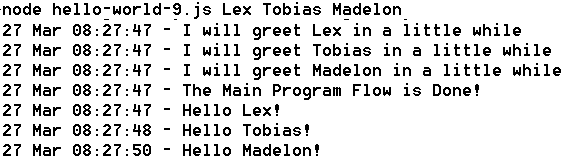 node hello-world-9.js Lex Tobias Madelon
27 Mar 08:27:47 - I will greet Lex in a little while
27 Mar 08:27:47 - I will greet Tobias in a little while
27 Mar 08:27:47 - I will greet Madelon in a little while
27 Mar 08:27:47 - The Main Program Flow is Done!
27 Mar 08:27:47 - Hello Lex!
27 Mar 08:27:48 - Hello Tobias!
27 Mar 08:27:50 - Hello Madelon!